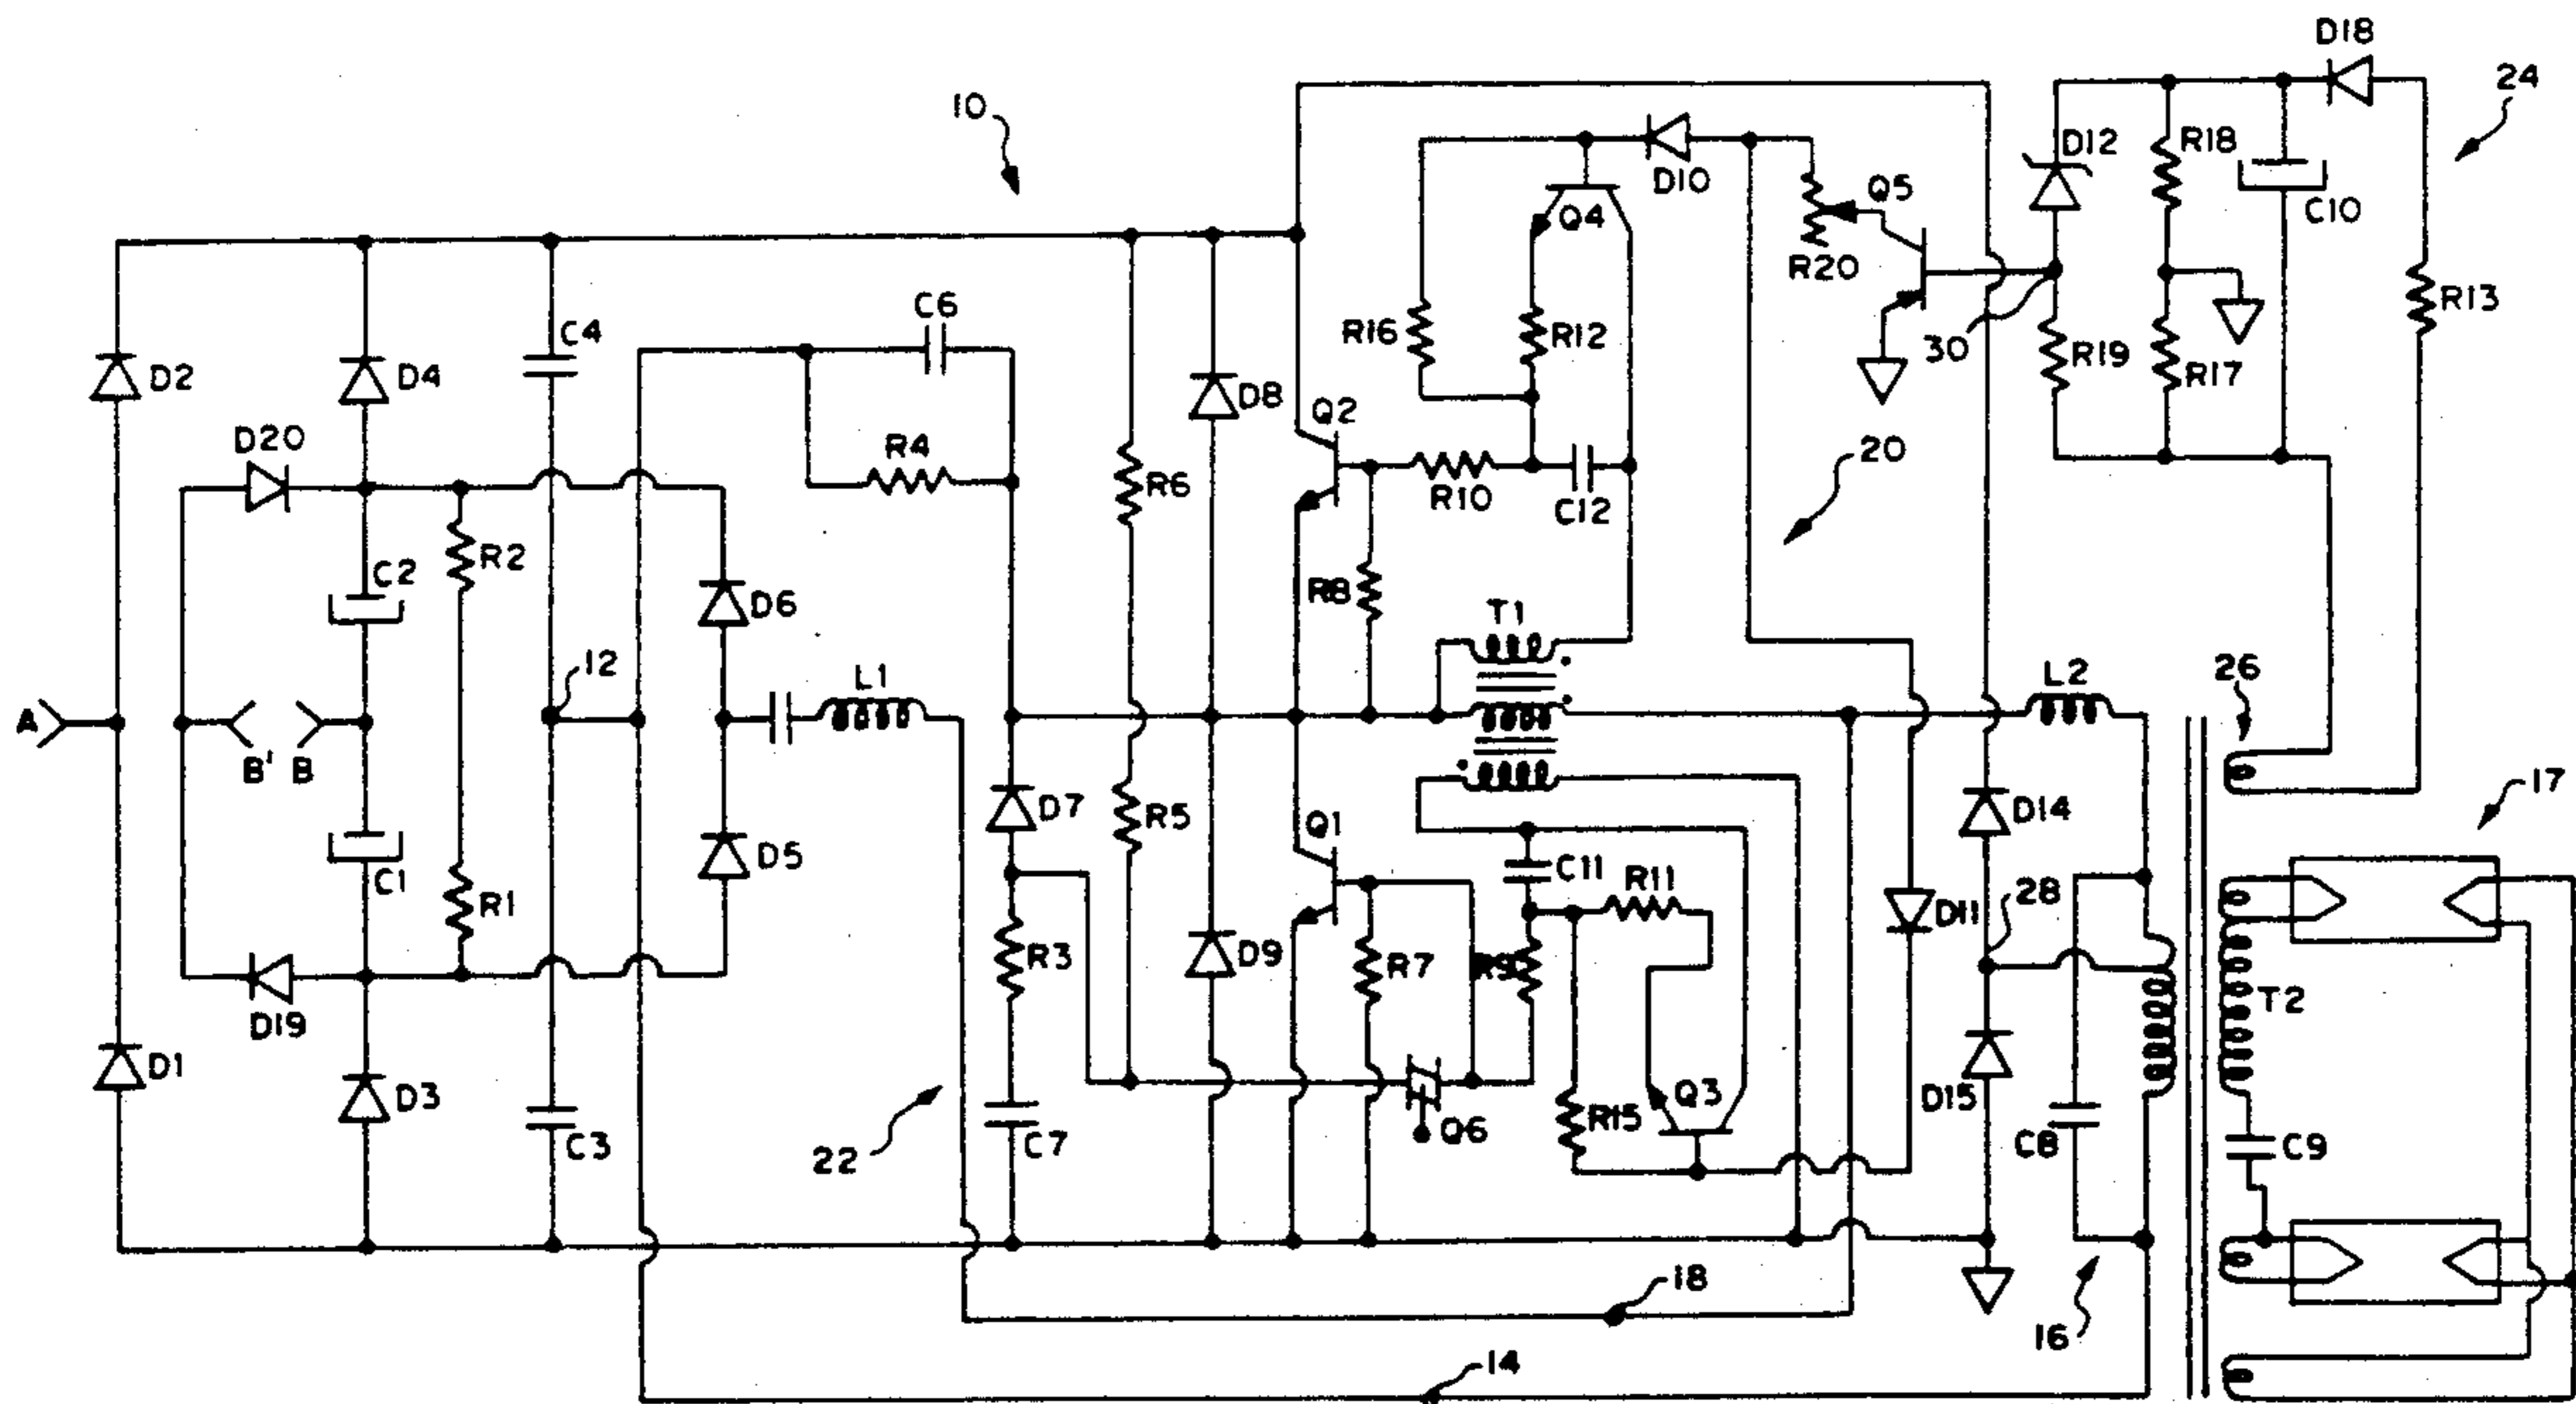 D18
24
10
D12
R18
D10
Q5
C10
Q4
R20
R13
C6
C4
R16
R12
30
R19
R17
D2
D4
D8
Q2
D20
R4
20
R6
R10
C12
R2
C2
R8
D6
T1
12
L1
L2
26
A
B'
B
D7
R5
Q1
D14
17
C1
D5
C11
R11
R1
D11
28
R3
D9
R7
R9
D19
T2
D1
D3
Q3
D15
C3
22
C7
Q6
R15
C8
C9
18
16
14